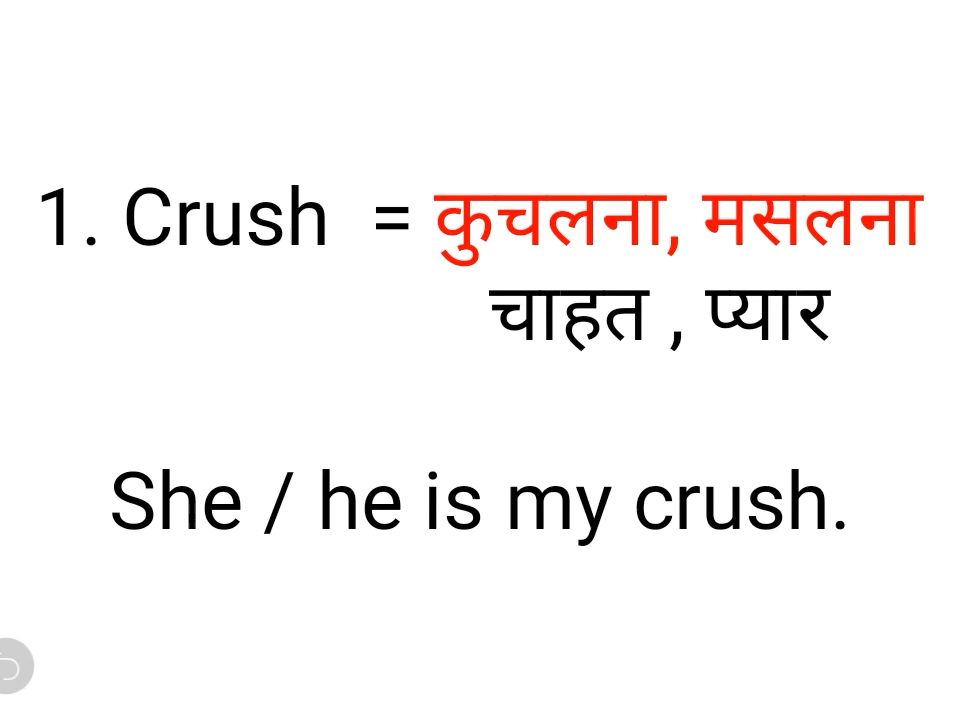 1. Crush = कुचलना, मसलना
चाहत , प्यार
She / he is my crush.